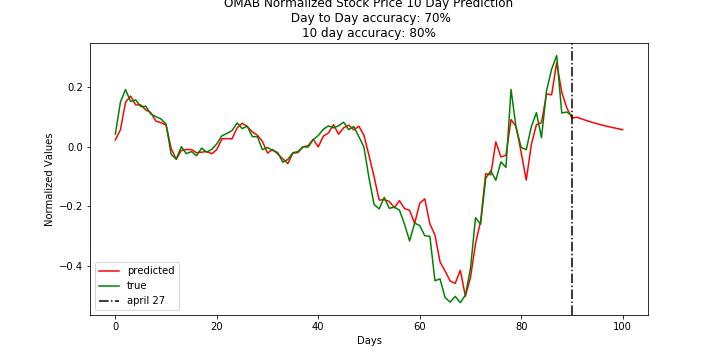 OMAB Normalized Stock Price 10 Day Prediction
Day to Day accuracy: 70%
10 day accuracy: 80%
Normalized Values
0.2
0.0
−0.2
−0.4
predicted
true
april 27
0
20
40
60
80
100
Days